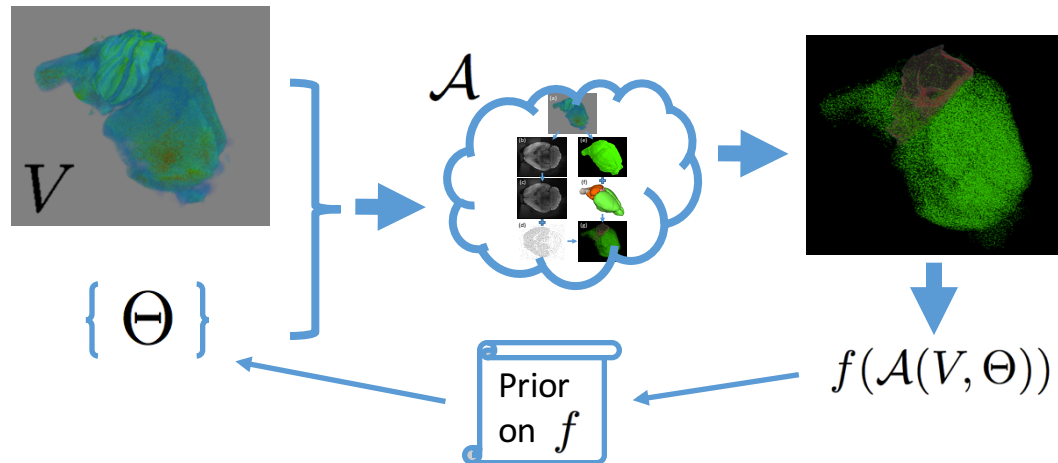 V
𝒜
(a)
(b)
(e)
(c)
(f)
(d)
(g)
{ Θ }
Prior
on f
f(𝒜(V, Θ))